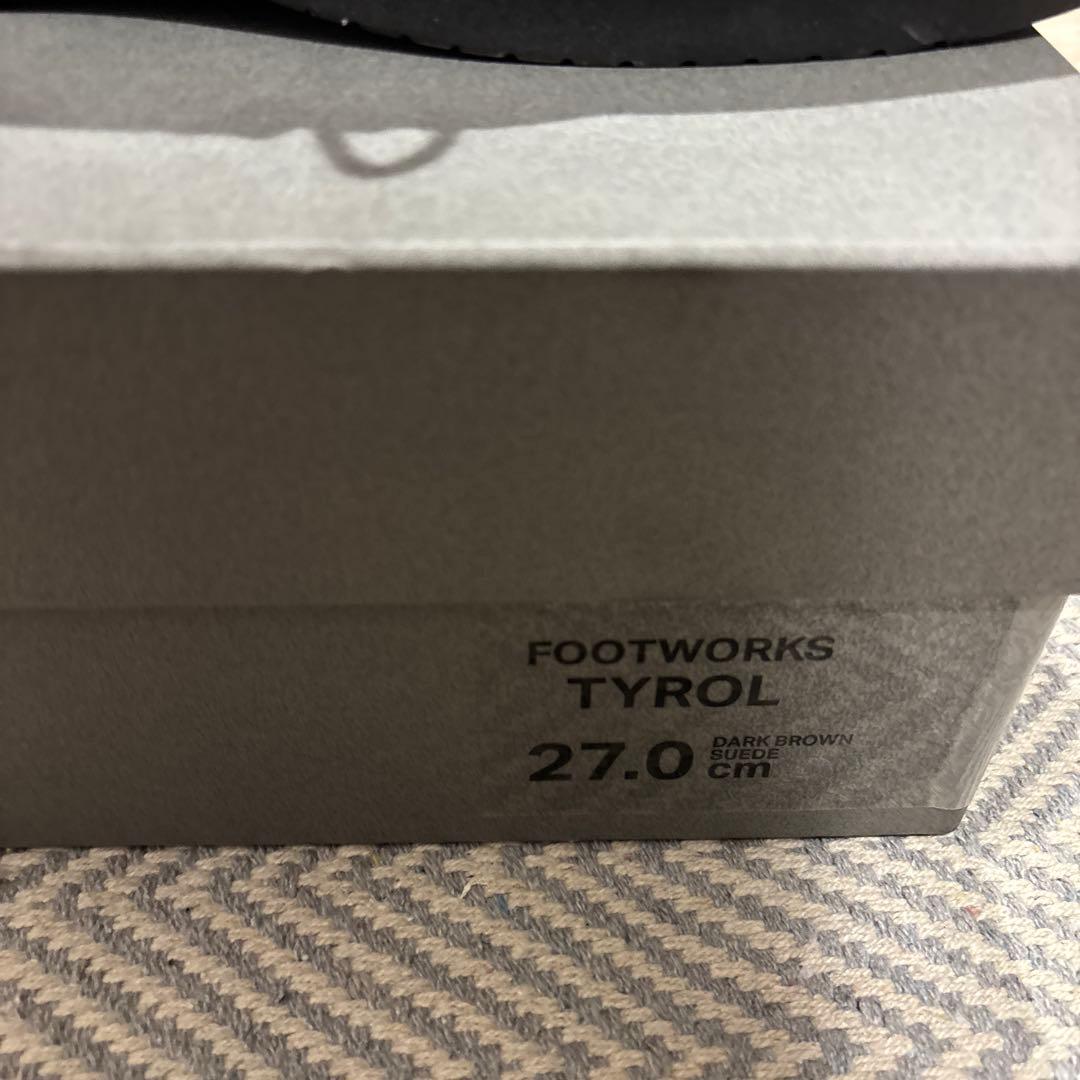 FOOTWORKS
TYROL
27.0 cm
DARK BROWN
SUEDE